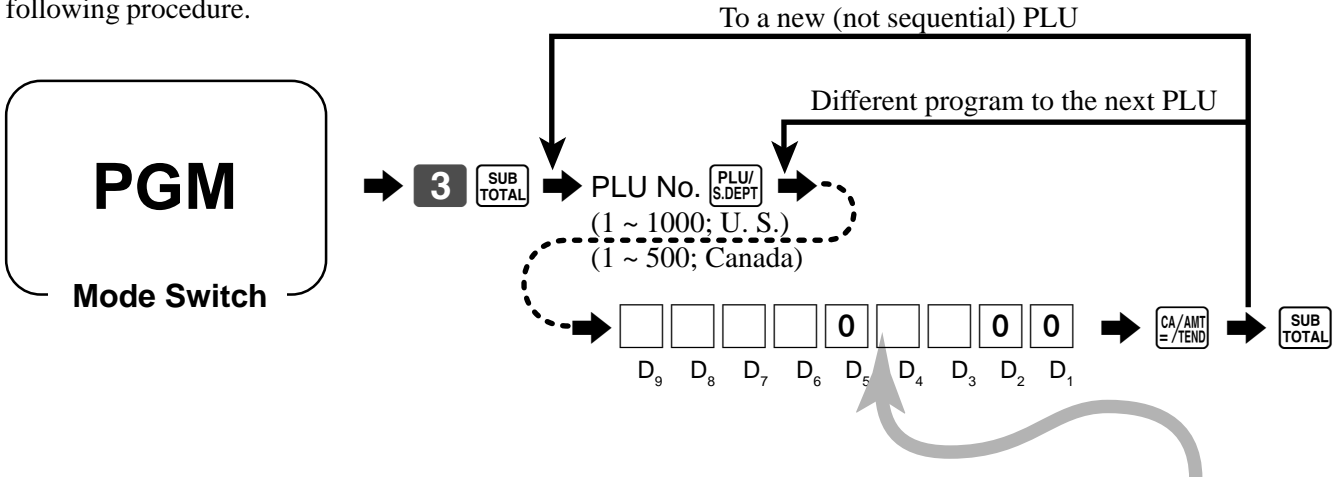 following procedure.
To a new (not sequential) PLU
Different program to the next PLU
PGM
Mode Switch
3 SUB TOTAL PLU No. PLU/ S.DEPT
(1 ~ 1000; U. S.)
(1 ~ 500; Canada)
0 0 0 CA/AMT = /TEND SUB TOTAL
D9 D8 D7 D6 D5 D4 D3 D2 D1